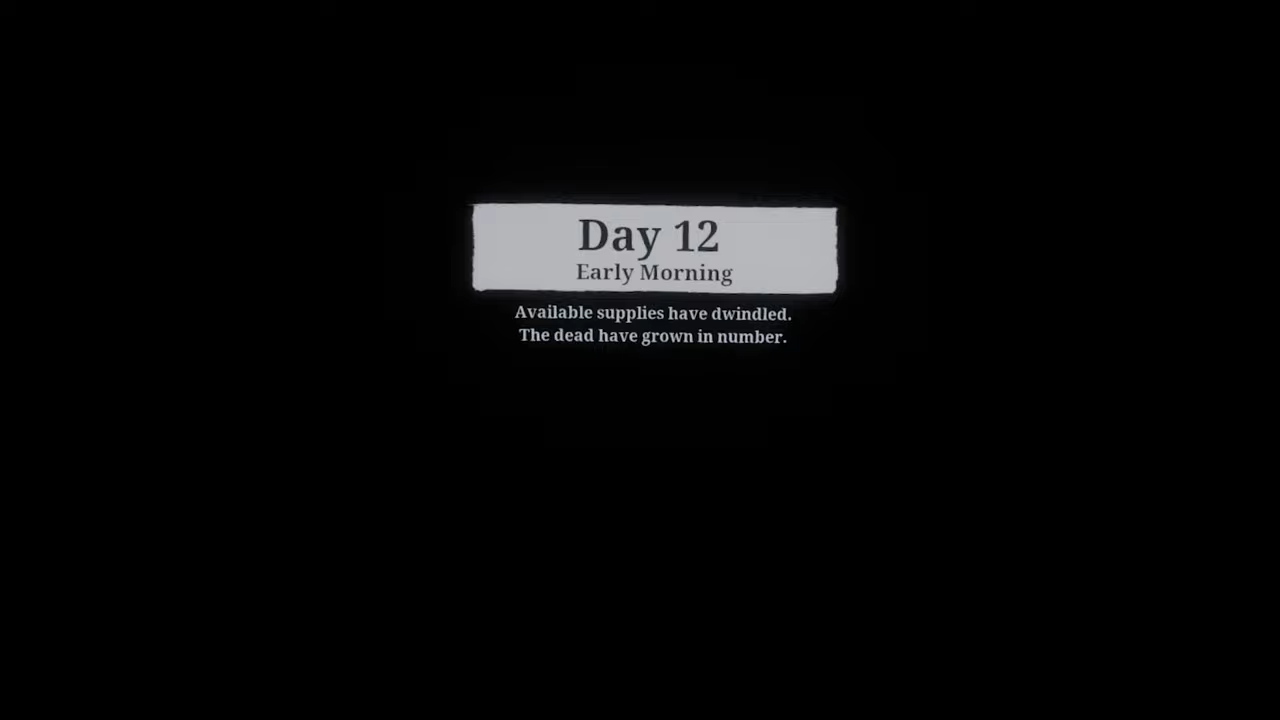 Day 12
Early Morning
Available supplies have dwindled.
The dead have grown in number.